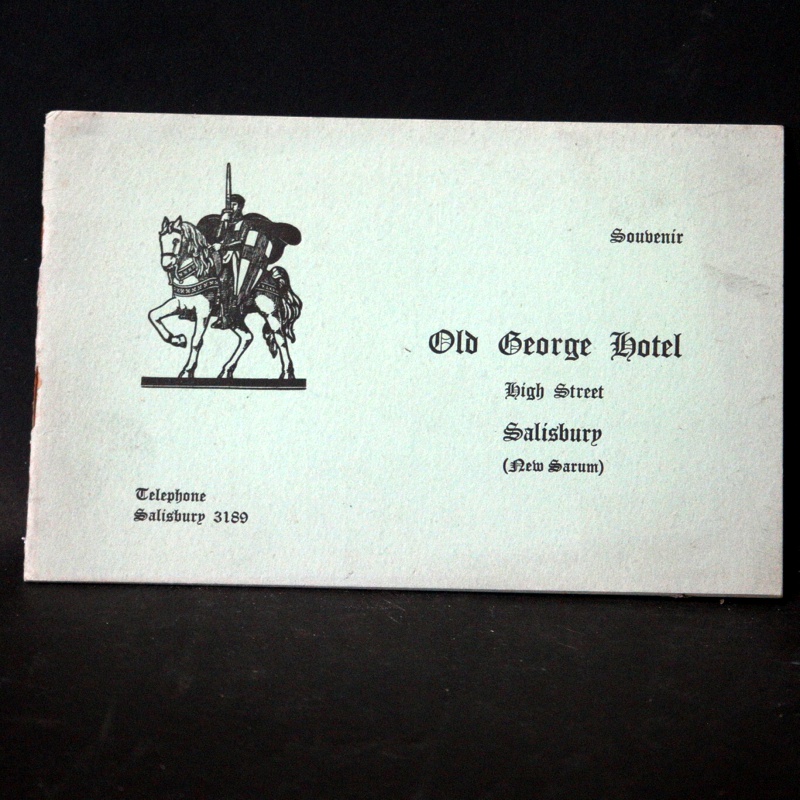 Souvenir
Old George Hotel
High Street
Salisbury
(New Sarum)
Telephone
Salisbury 3189